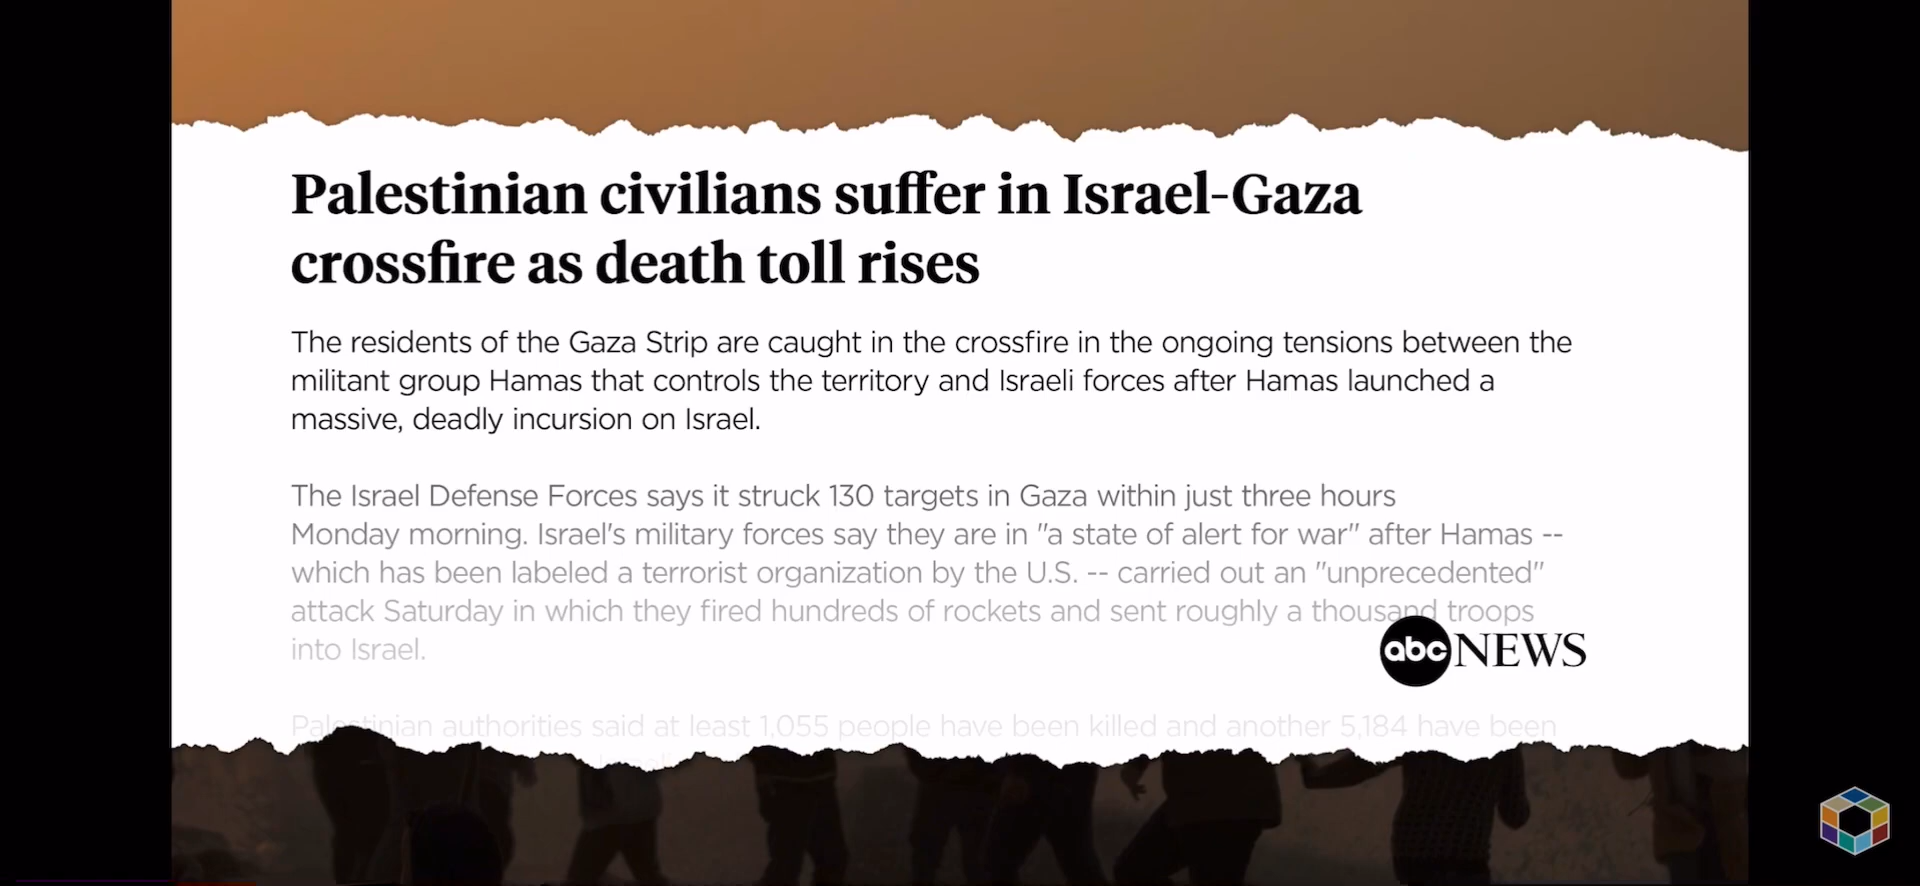 Palestinian civilians suffer in Israel-Gaza
crossfire as death toll rises
The residents of the Gaza Strip are caught in the crossfire in the ongoing tensions between the
militant group Hamas that controls the territory and Israeli forces after Hamas launched a
massive, deadly incursion on Israel.
The Israel Defense Forces says it struck 130 targets in Gaza within just three hours
Monday morning. Israel's military forces say they are in "a state of alert for war" after Hamas --
which has been labeled a terrorist organization by the U.S. -- carried out an "unprecedented"
attack Saturday in which they fired hundreds of rockets and sent roughly a thousand troops
into Israel.
abc NEWS
Palestinian authorities said at least 1,055 people have been killed and another 5,184 have been